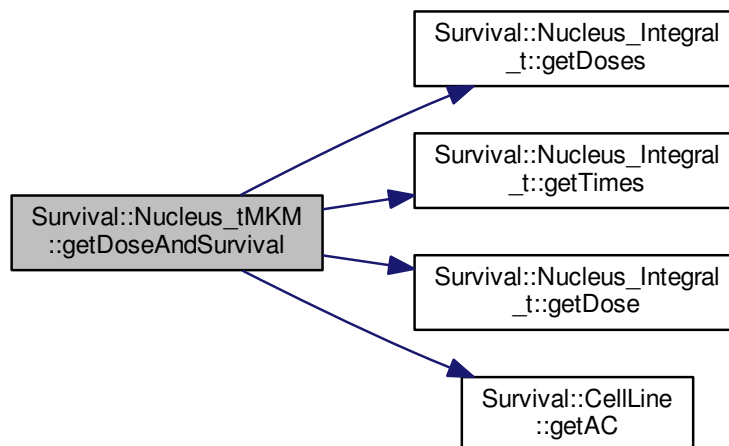 Survival::Nucleus_Integral
_t::getDoses
Survival::Nucleus_Integral
_t::getTimes
Survival::Nucleus_tMKM
::getDoseAndSurvival
Survival::Nucleus_Integral
_t::getDose
Survival::CellLine
::getAC